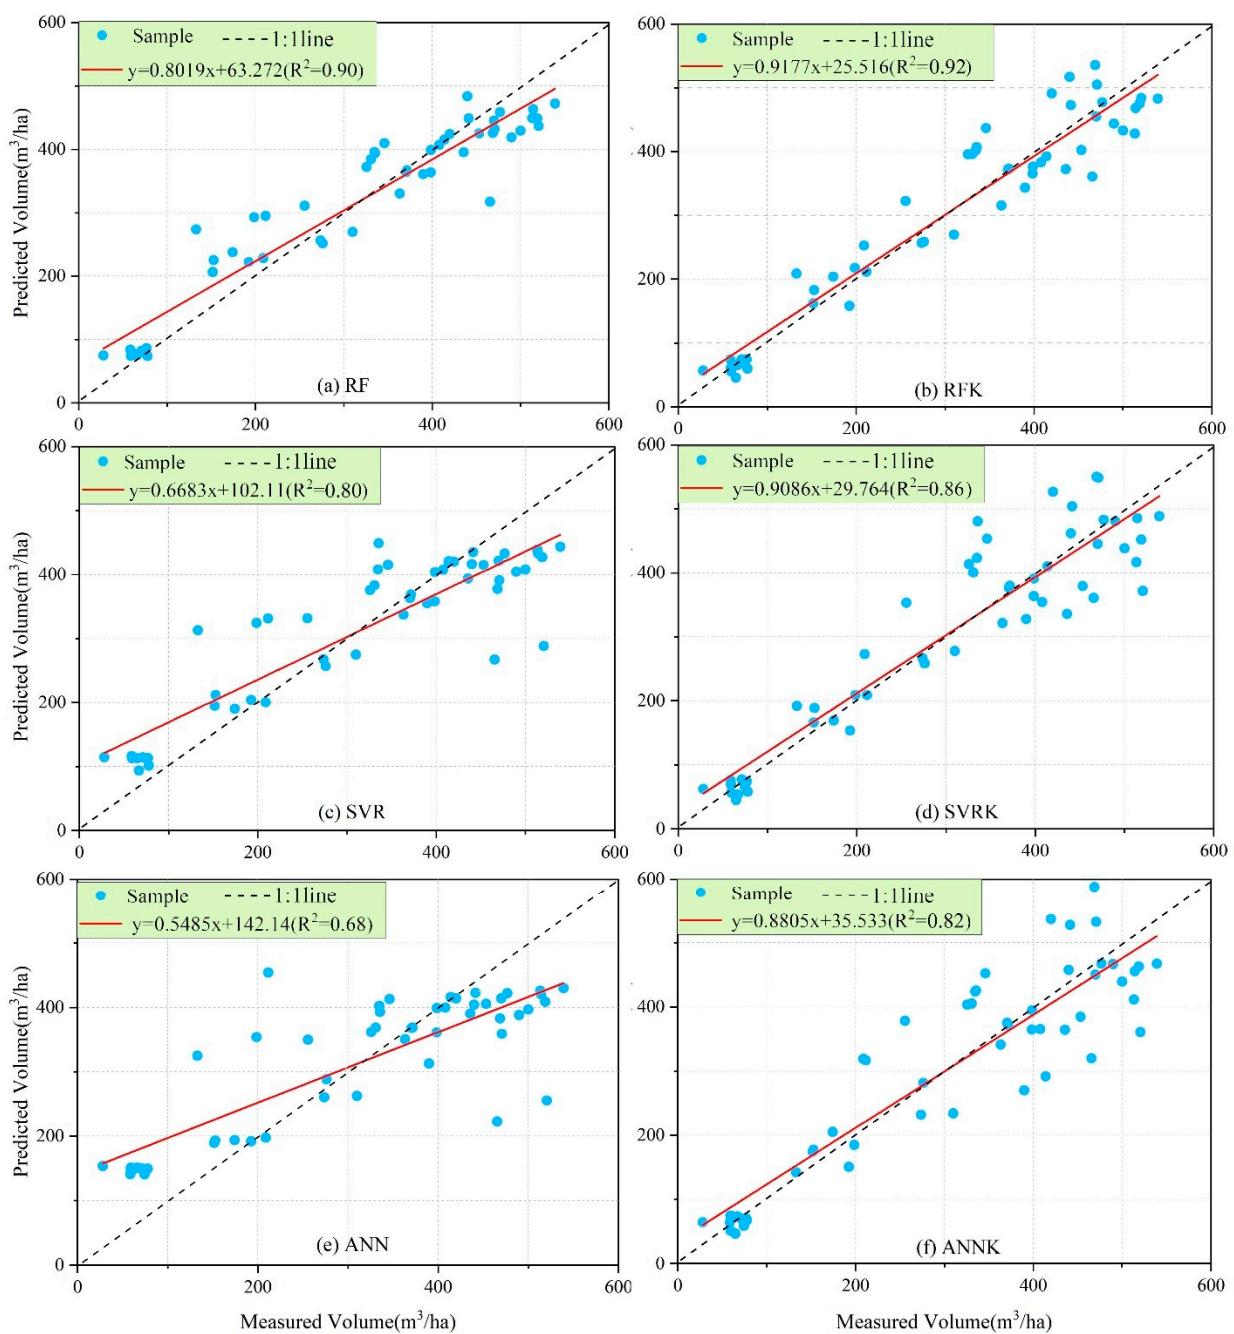 Sample 1:1line
y=0.8019x+63.272(R²=0.90)
600
400
200
0
Predicted Volume(m³/ha)
(a) RF
0 200 400 600
Sample 1:1line
y=0.9177x+25.516(R²=0.92)
600
400
200
0
(b) RFK
0 200 400 600
Sample 1:1line
y=0.6683x+102.11(R²=0.80)
600
400
200
0
Predicted Volume(m³/ha)
(c) SVR
0 200 400 600
Sample 1:1line
y=0.9086x+29.764(R²=0.86)
600
400
200
0
(d) SVRK
0 200 400 600
Sample 1:1line
y=0.5485x+142.14(R²=0.68)
600
400
200
0
Predicted Volume(m³/ha)
(e) ANN
0 200 400 600
Measured Volume(m³/ha)
Sample 1:1line
y=0.8805x+35.533(R²=0.82)
600
400
200
0
(f) ANNK
0 200 400 600
Measured Volume(m³/ha)